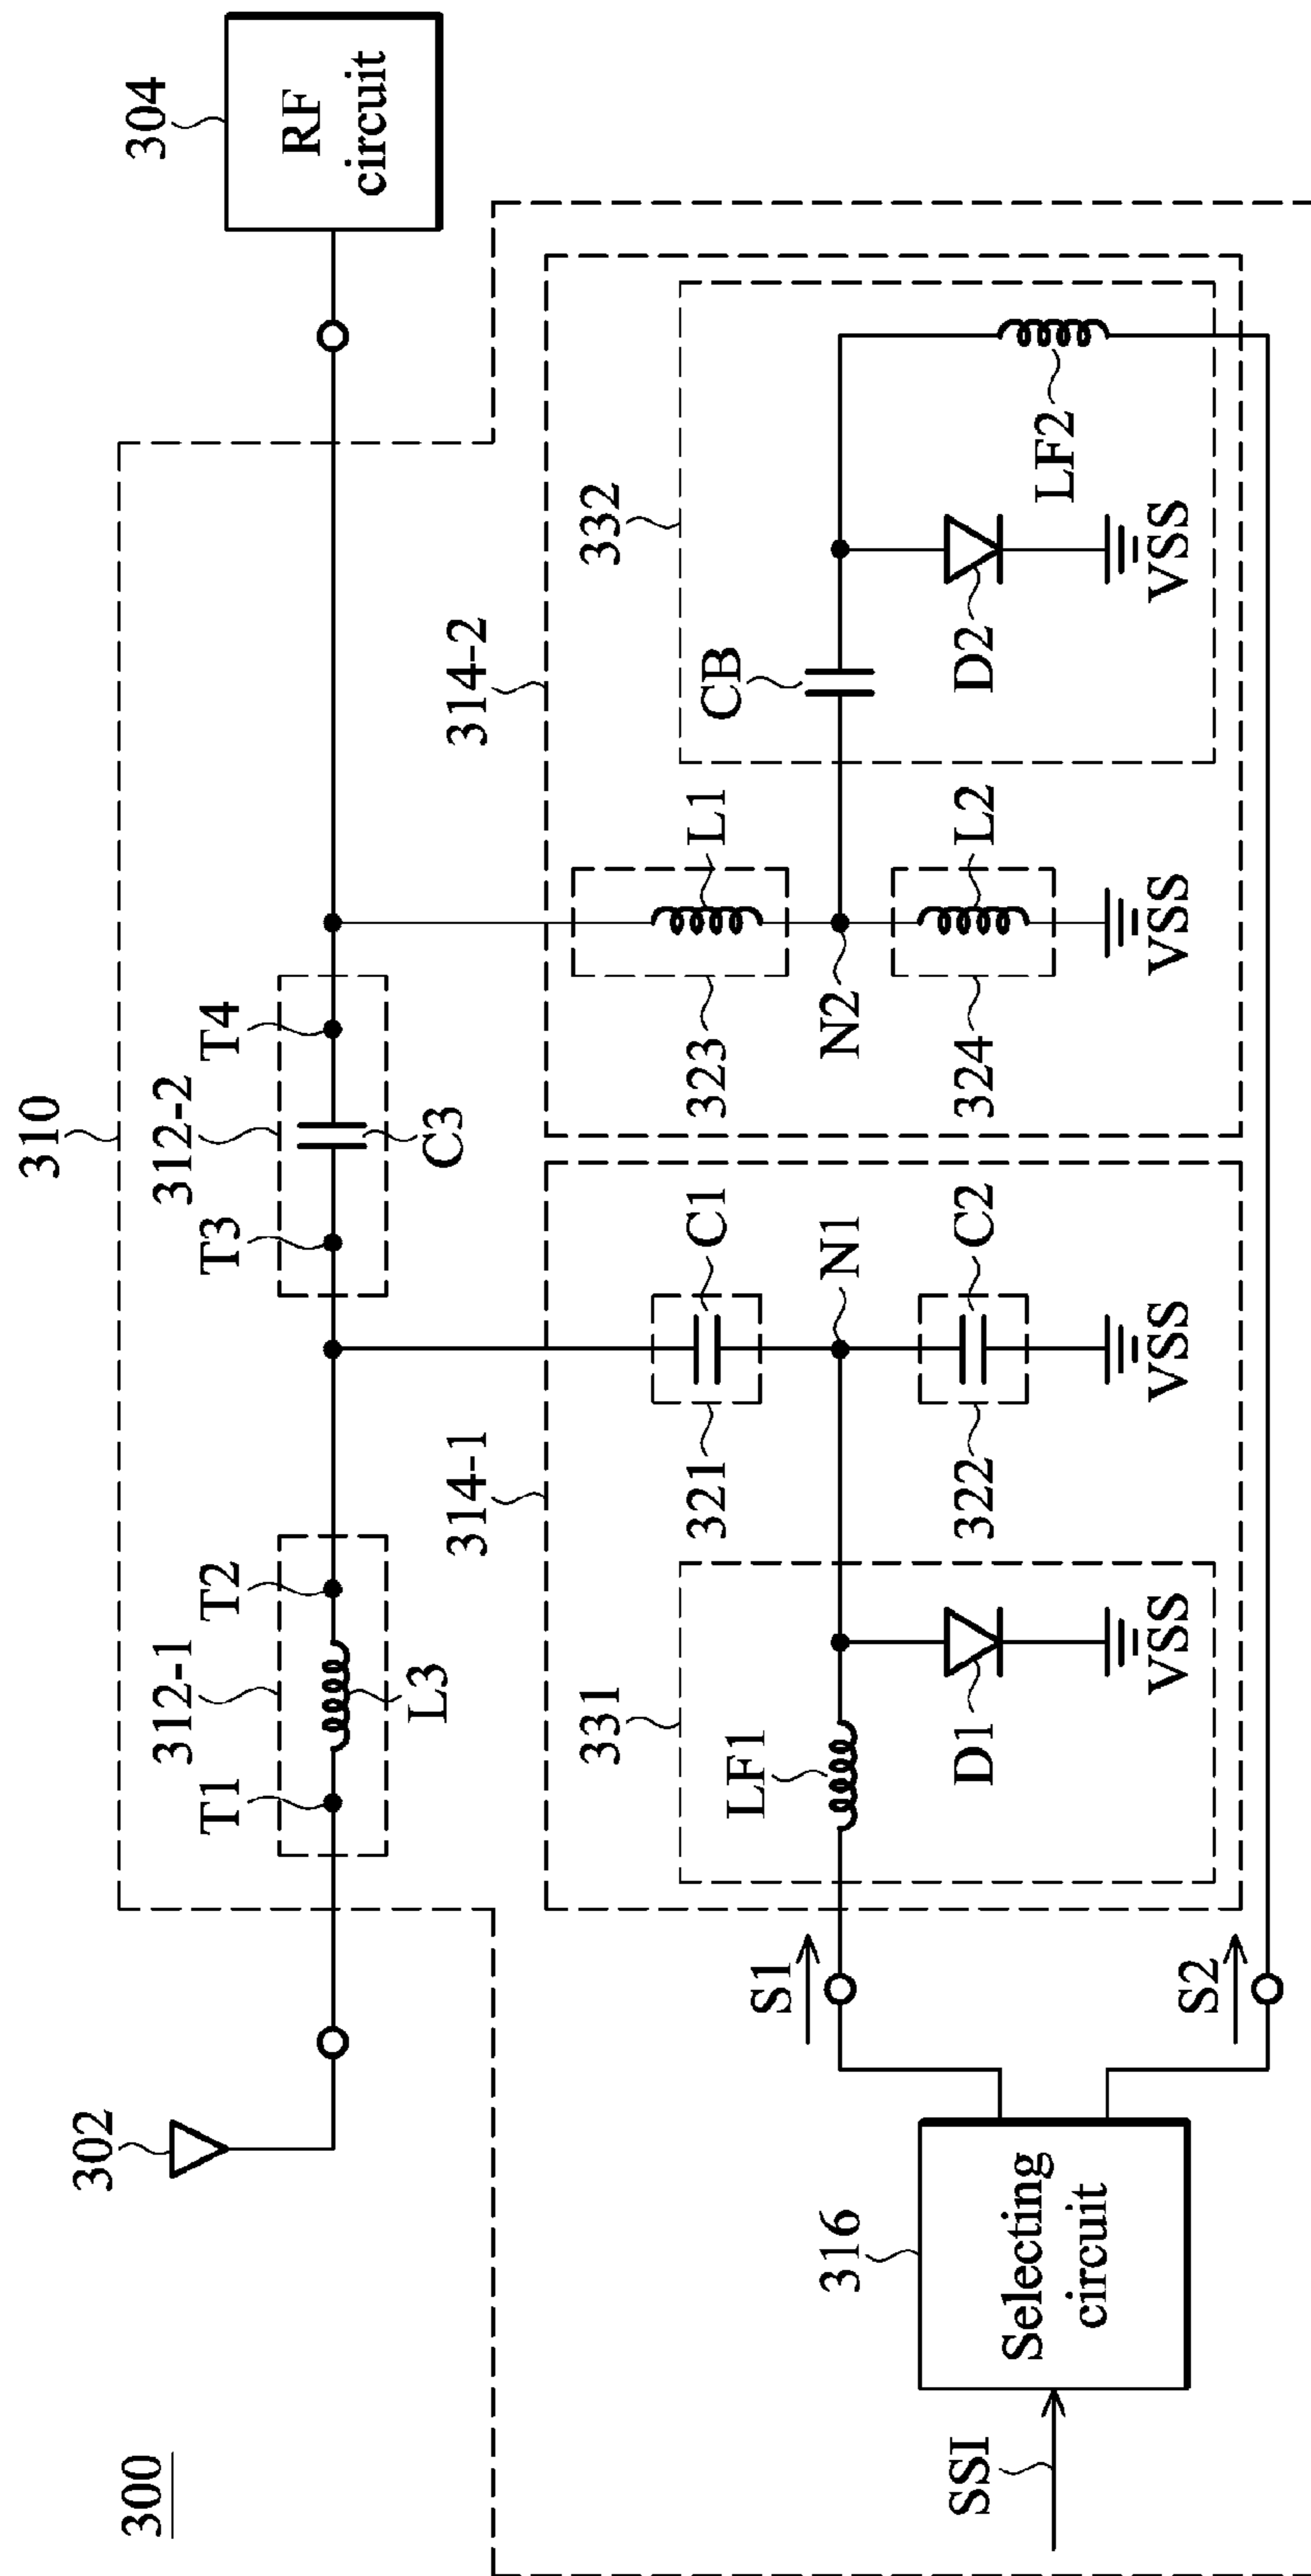 300
310
302
304
RF
circuit
312-1
T1
T2
L3
312-2
T3
T4
C3
314-1
314-2
331
LF1
D1
VSS
321
C1
N1
322
C2
VSS
323
L1
N2
324
L2
VSS
332
CB
D2
VSS
LF2
S1
S2
316
Selecting
circuit
SSI